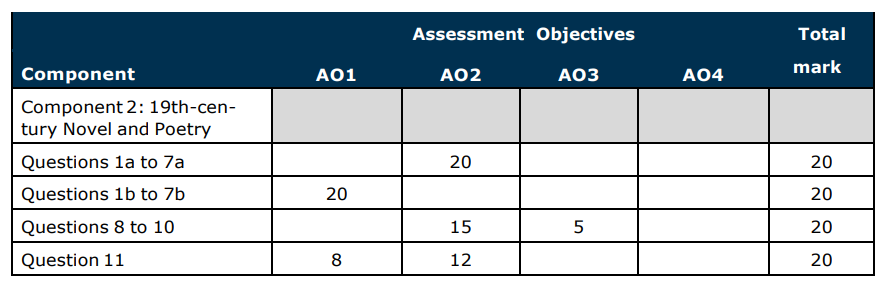 Assessment Objectives Total
mark
Component AO1 AO2 AO3 AO4
Component 2: 19th-cen-
tury Novel and Poetry
Questions 1a to 7a 20 20
Questions 1b to 7b 20 20
Questions 8 to 10 15 5 20
Question 11 8 12 20